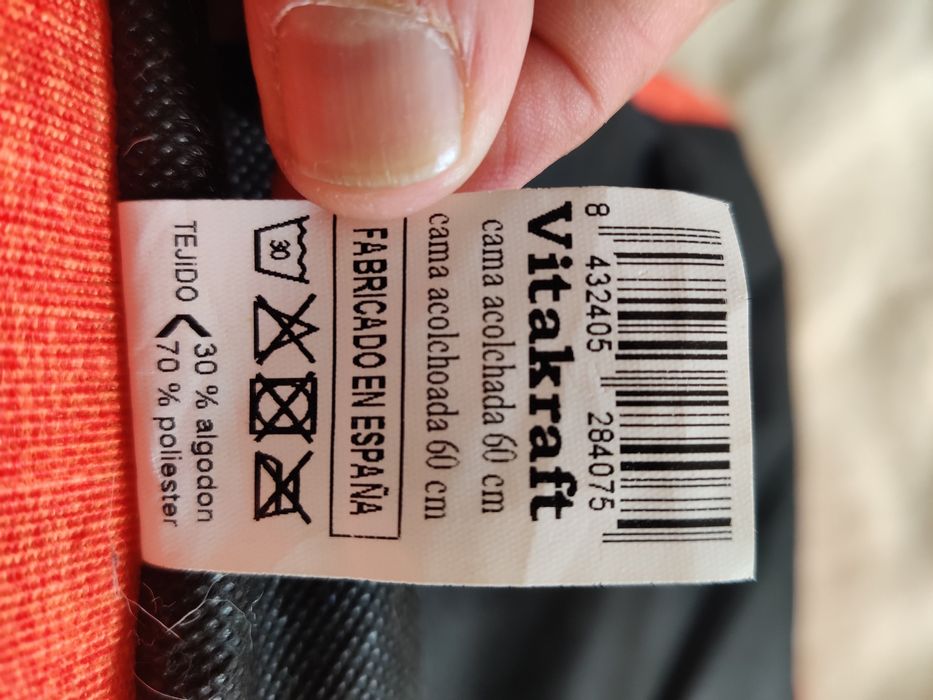 8 432405 284075
Vitakraft
cama acolchada 60 cm
cama acolchoada 60 cm
FABRICADO EN ESPAÑA
30
TEJIDO < 30 % algodon
< 70 % poliester